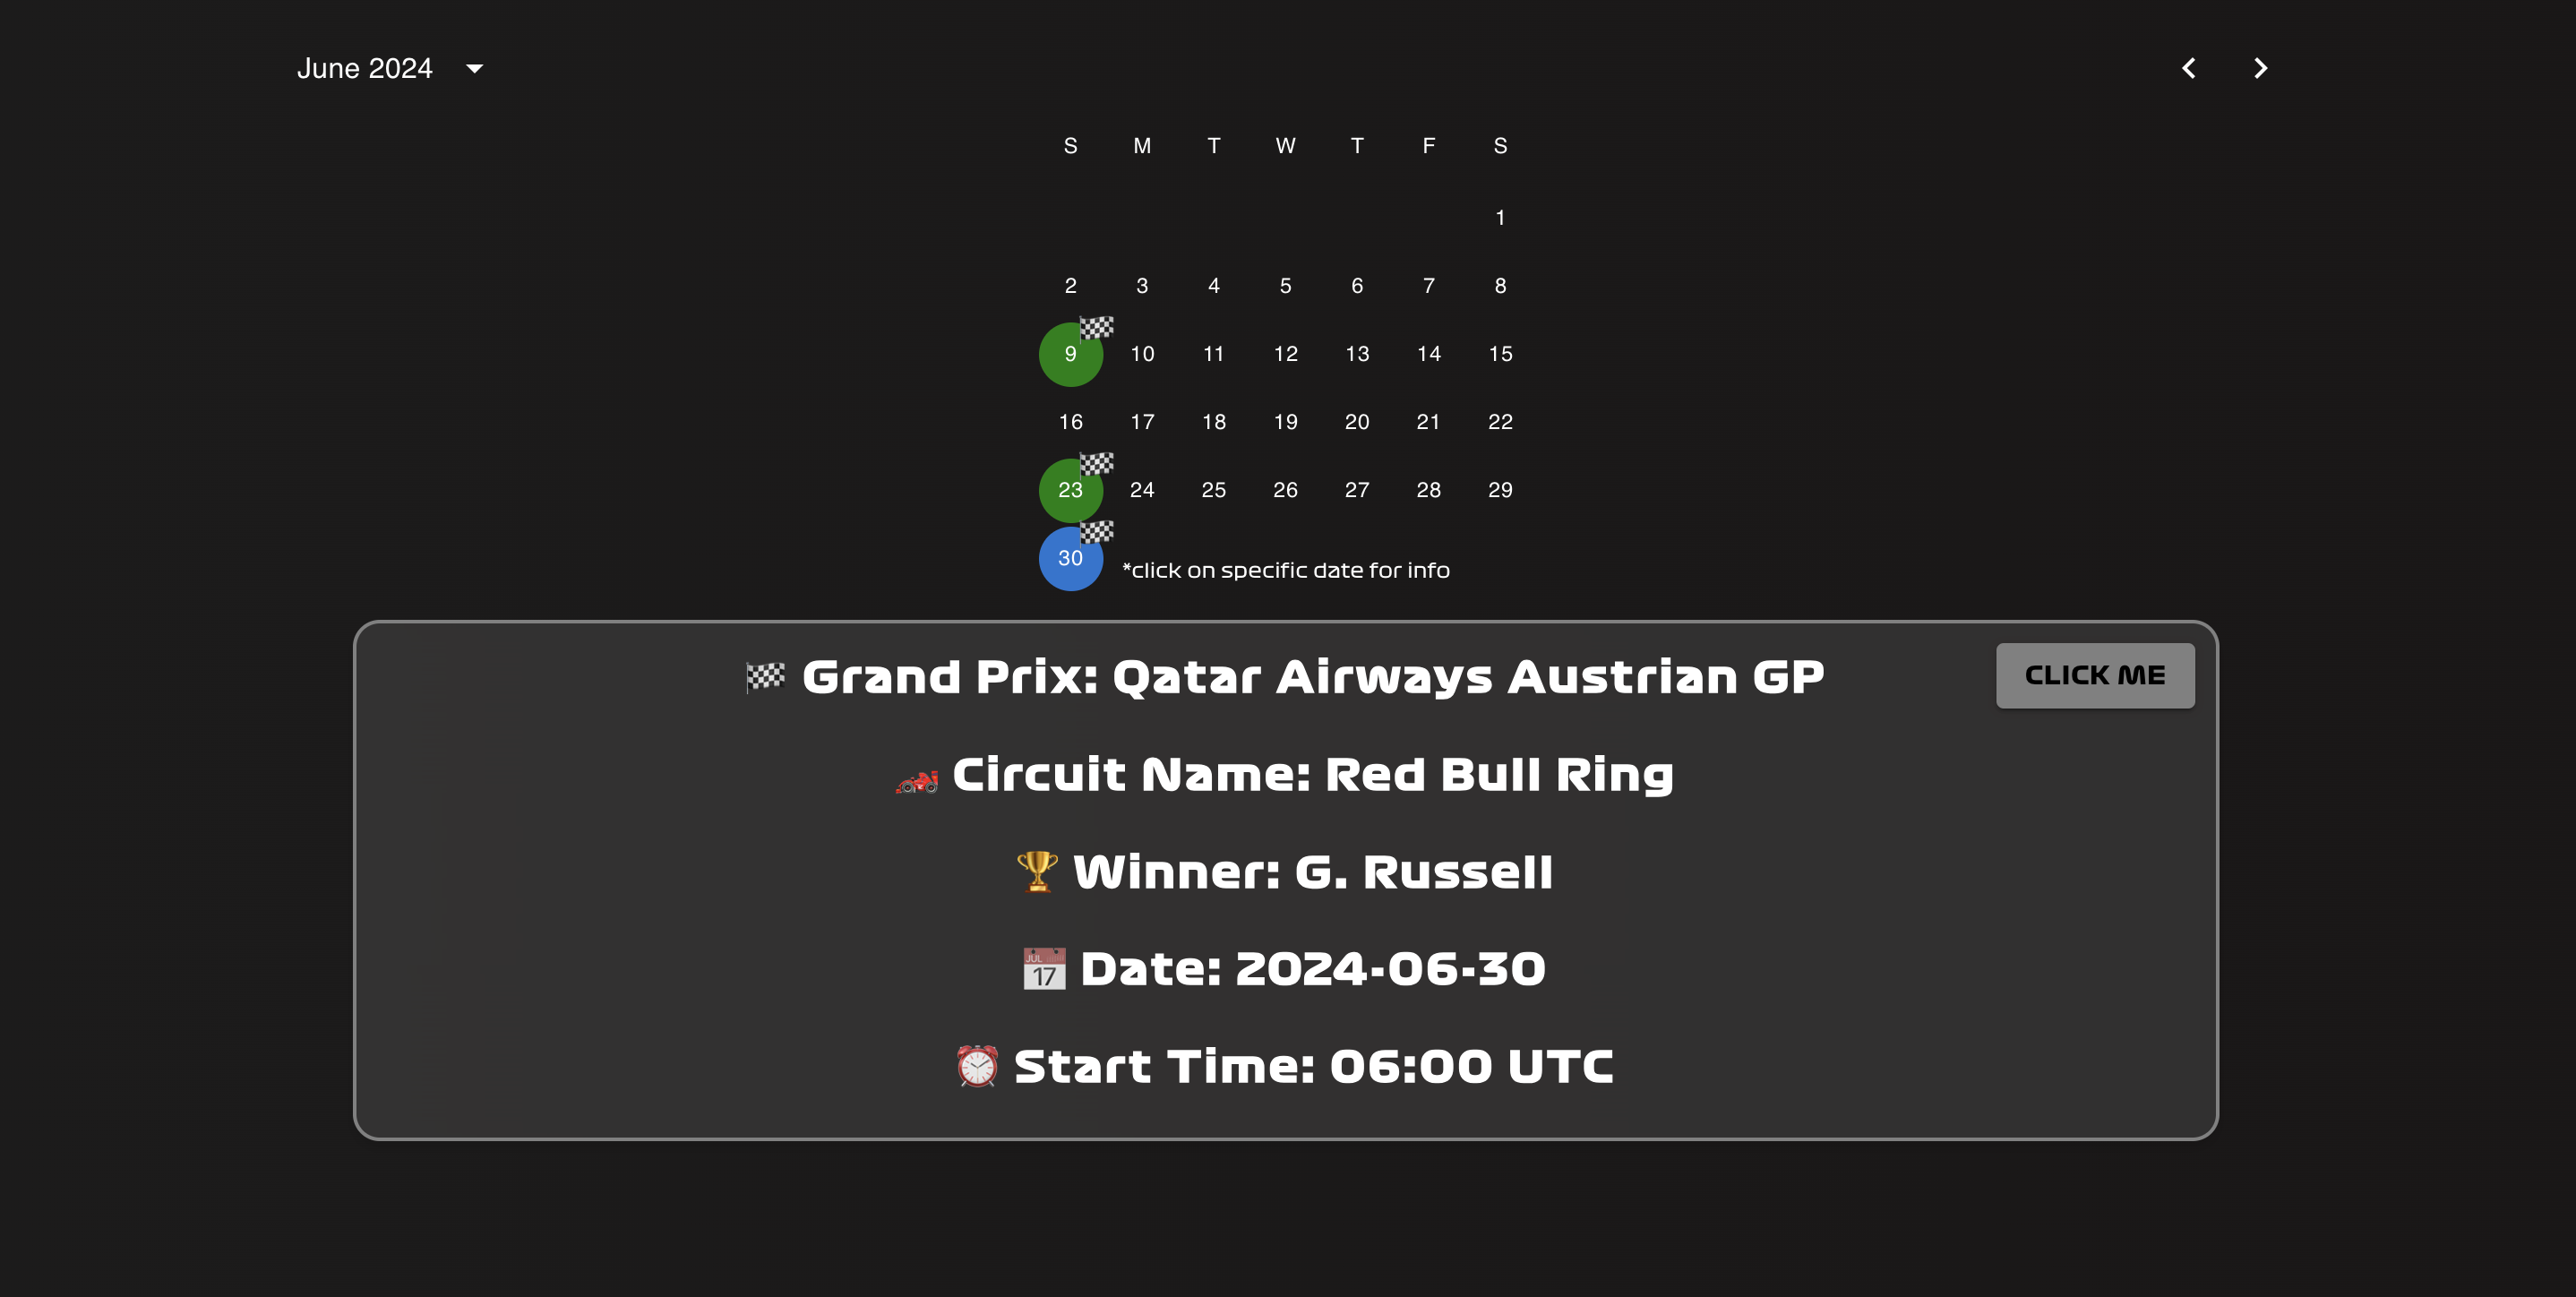 June 2024
S M T W T F S
1
2 3 4 5 6 7 8
9 10 11 12 13 14 15
16 17 18 19 20 21 22
23 24 25 26 27 28 29
30
*click on specific date for info
Grand Prix: Qatar Airways Austrian GP
CLICK ME
Circuit Name: Red Bull Ring
Winner: G. Russell
JUL
17
Date: 2024-06-30
Start Time: 06:00 UTC